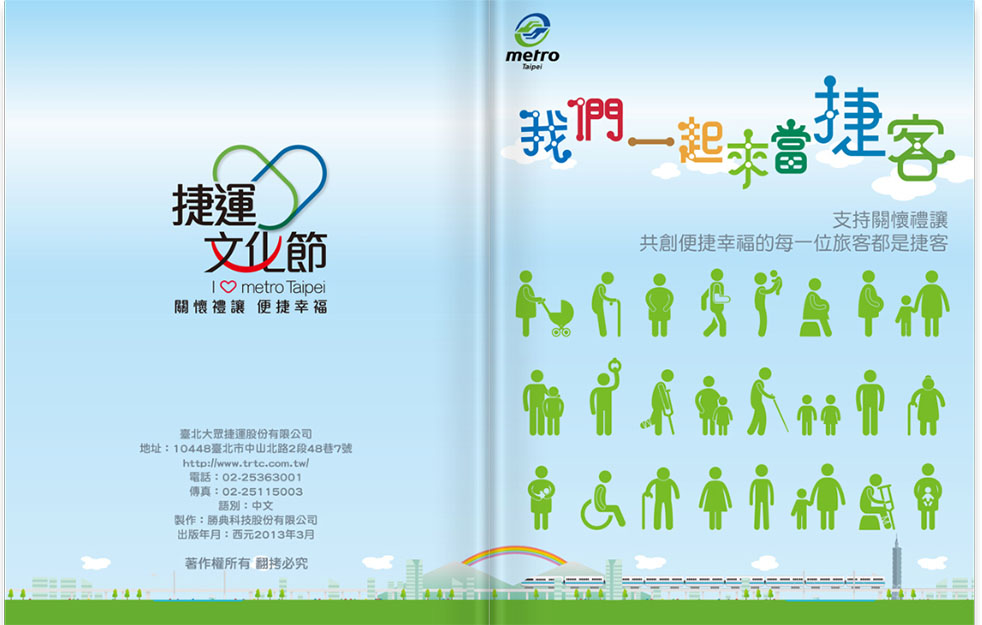 捷運
文化節
I metro Taipei
關懷禮讓 便捷幸福
臺北大眾捷運股份有限公司
地址：10448臺北市中山北路2段48巷7號
http://www.trtc.com.tw/
電話：02-25363001
傳真：02-25115003
語別：中文
製作：勝典科技股份有限公司
出版年月：西元2013年3月
著作權所有 翻拷必究
metro
Taipei
我們一起來當捷客
支持關懷禮讓
共創便捷幸福的每一位旅客都是捷客